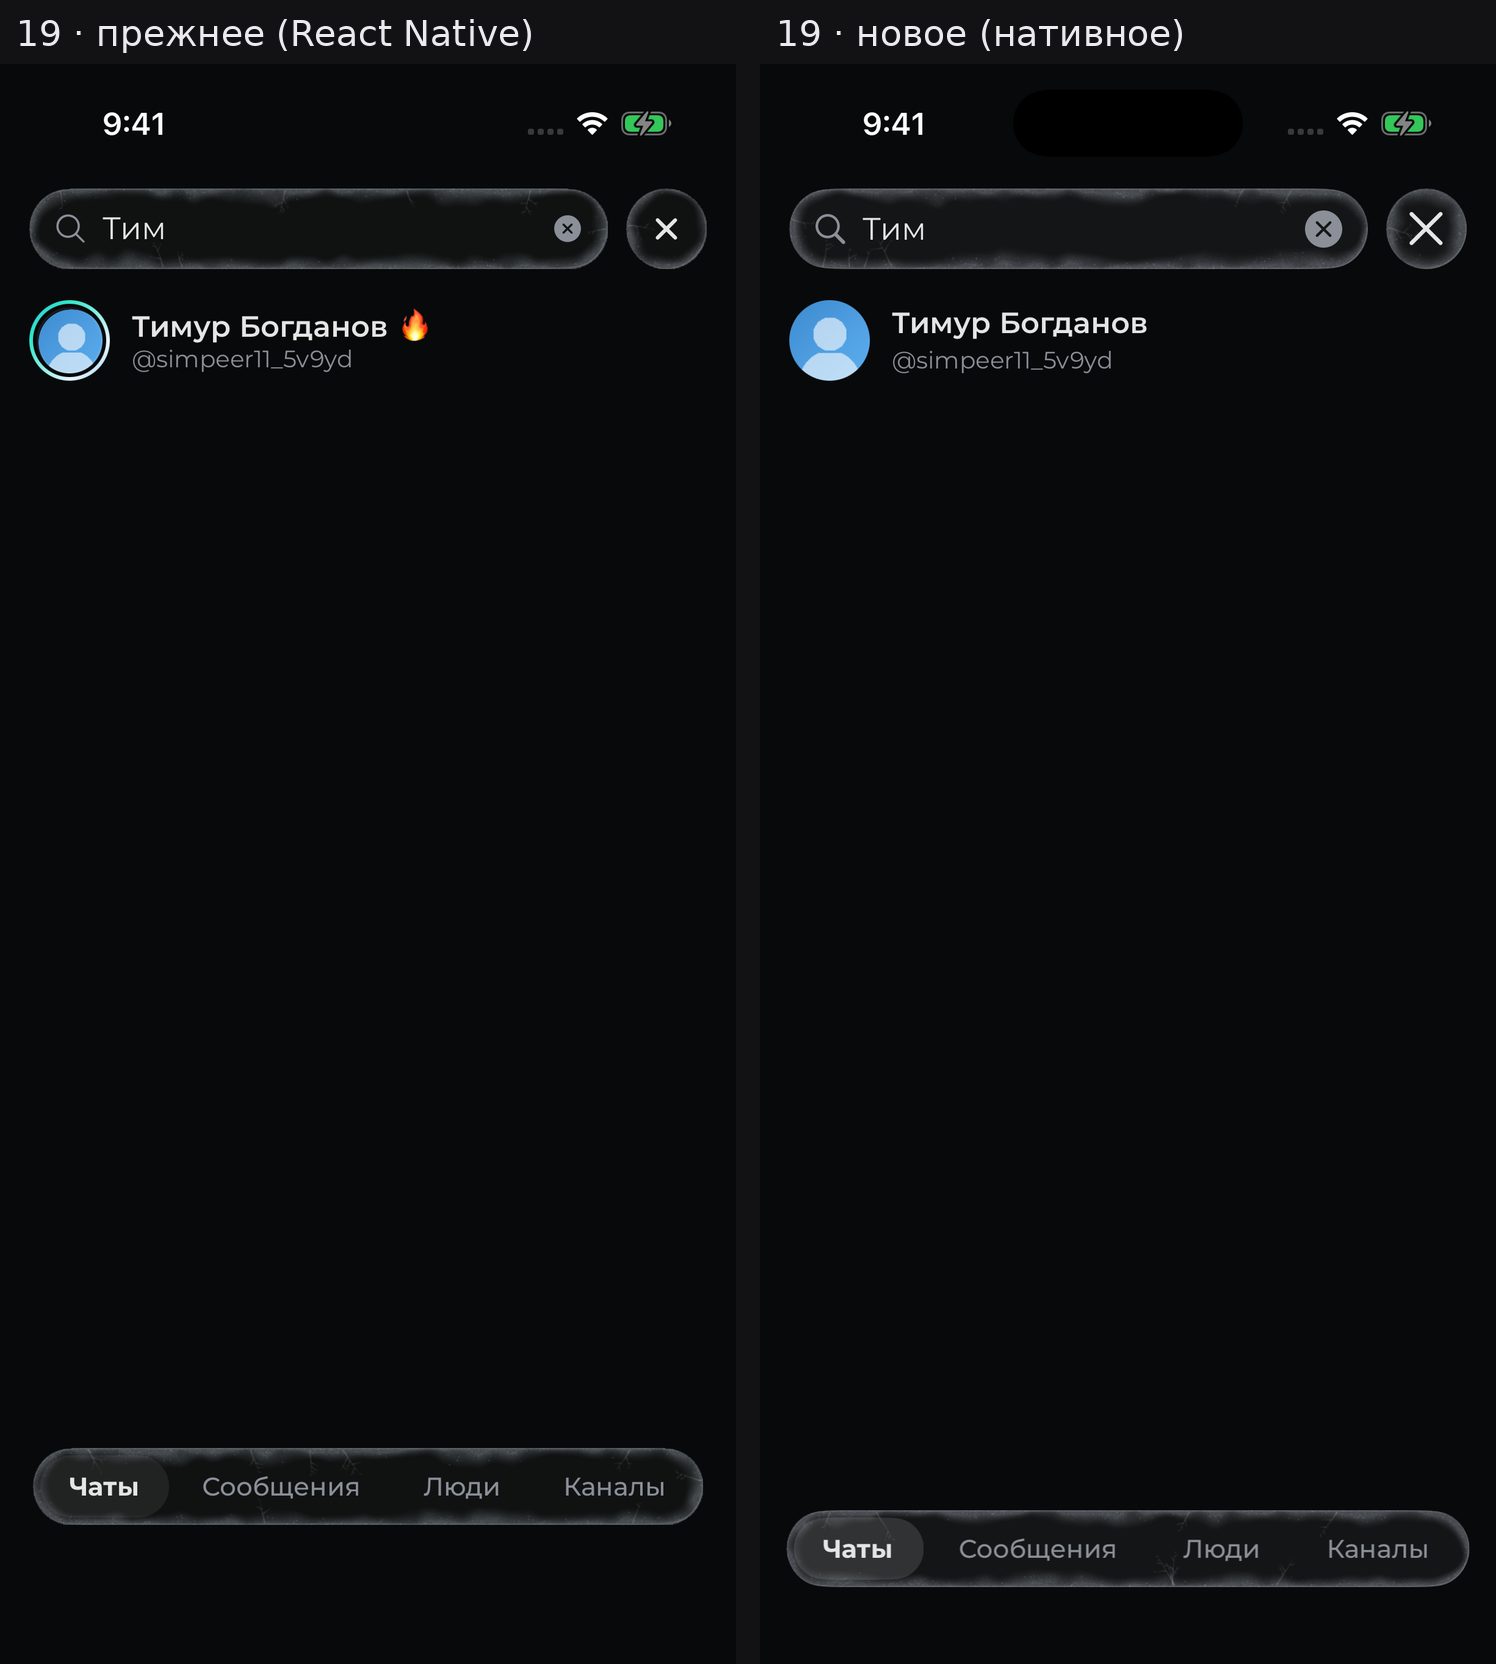 19 · прежнее (React Native)
9:41
Тим
Тимур Богданов 🔥
@simpeer11_5v9yd
Чаты Сообщения Люди Каналы
19 · новое (нативное)
9:41
Тим
Тимур Богданов
@simpeer11_5v9yd
Чаты Сообщения Люди Каналы